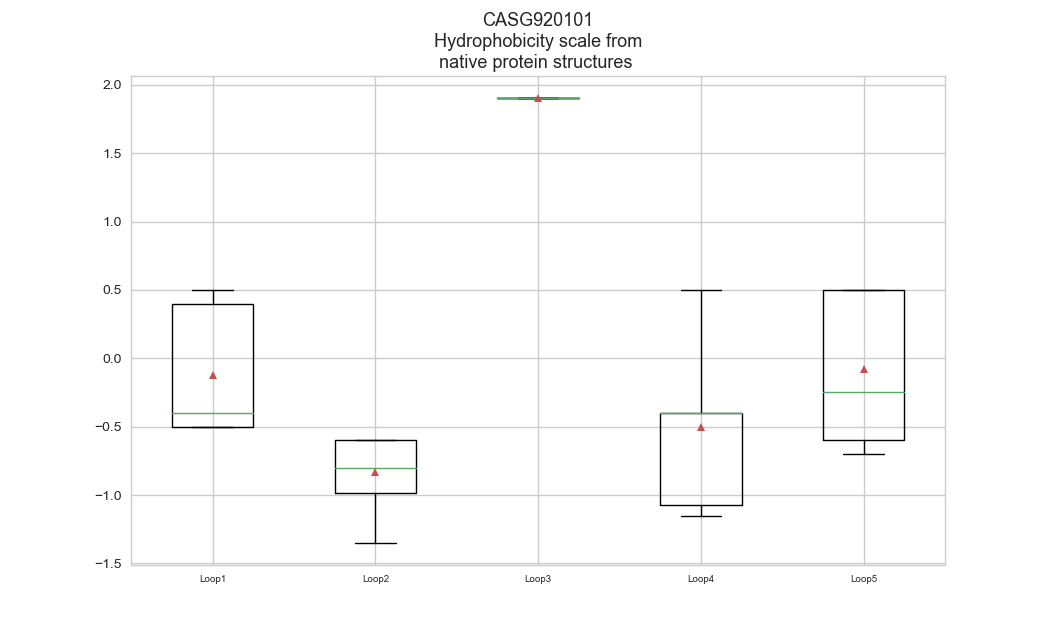 CASG920101
Hydrophobicity scale from
native protein structures
2.0
1.5
1.0
0.5
0.0
−0.5
−1.0
−1.5
Loop1 Loop2 Loop3 Loop4 Loop5